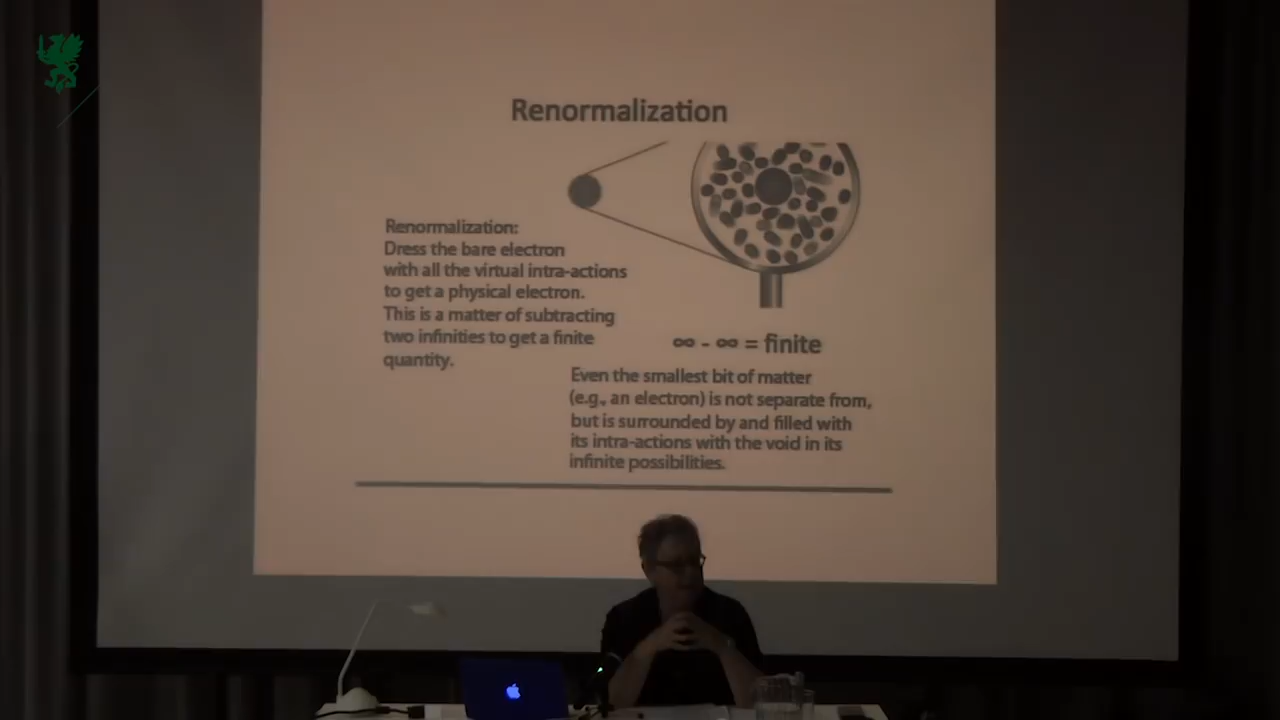 Renormalization
Renormalization:
Dress the bare electron
with all the virtual intra-actions
to get a physical electron.
This is a matter of subtracting
two infinities to get a finite
quantity.
∞ - ∞ = finite
Even the smallest bit of matter
(e.g., an electron) is not separate from,
but is surrounded by and filled with
its intra-actions with the void in its
infinite possibilities.